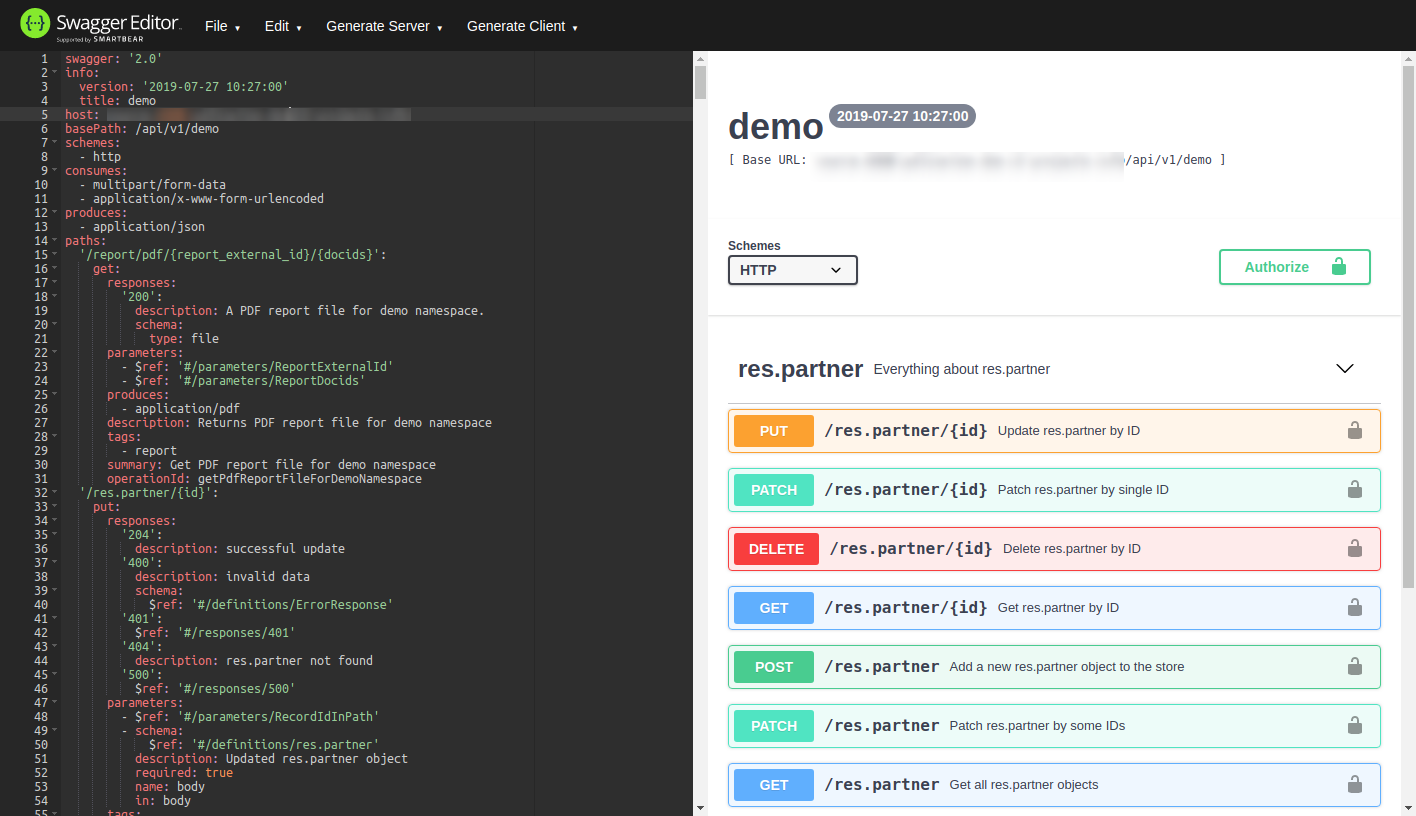 Swagger Editor
Supported by SMARTBEAR
File ▾ Edit ▾ Generate Server ▾ Generate Client ▾
1 swagger: '2.0'
2 info:
3 version: '2019-07-27 10:27:00'
4 title: demo
5 host:
6 basePath: /api/v1/demo
7 schemes:
8 - http
9 consumes:
10 - multipart/form-data
11 - application/x-www-form-urlencoded
12 produces:
13 - application/json
14 paths:
15 '/report/pdf/{report_external_id}/{docids}':
16 get:
17 responses:
18 '200':
19 description: A PDF report file for demo namespace.
20 schema:
21 type: file
22 parameters:
23 - $ref: '#/parameters/ReportExternalId'
24 - $ref: '#/parameters/ReportDocids'
25 produces:
26 - application/pdf
27 description: Returns PDF report file for demo namespace
28 tags:
29 - report
30 summary: Get PDF report file for demo namespace
31 operationId: getPdfReportFileForDemoNamespace
32 '/res.partner/{id}':
33 put:
34 responses:
35 '204':
36 description: successful update
37 '400':
38 description: invalid data
39 schema:
40 $ref: '#/definitions/ErrorResponse'
41 '401':
42 $ref: '#/responses/401'
43 '404':
44 description: res.partner not found
45 '500':
46 $ref: '#/responses/500'
47 parameters:
48 - $ref: '#/parameters/RecordIdInPath'
49 - schema:
50 $ref: '#/definitions/res.partner'
51 description: Updated res.partner object
52 required: true
53 name: body
54 in: body
55 tags:
demo 2019-07-27 10:27:00
[ Base URL: /api/v1/demo ]
Schemes
HTTP
Authorize
res.partner Everything about res.partner
PUT /res.partner/{id} Update res.partner by ID
PATCH /res.partner/{id} Patch res.partner by single ID
DELETE /res.partner/{id} Delete res.partner by ID
GET /res.partner/{id} Get res.partner by ID
POST /res.partner Add a new res.partner object to the store
PATCH /res.partner Patch res.partner by some IDs
GET /res.partner Get all res.partner objects